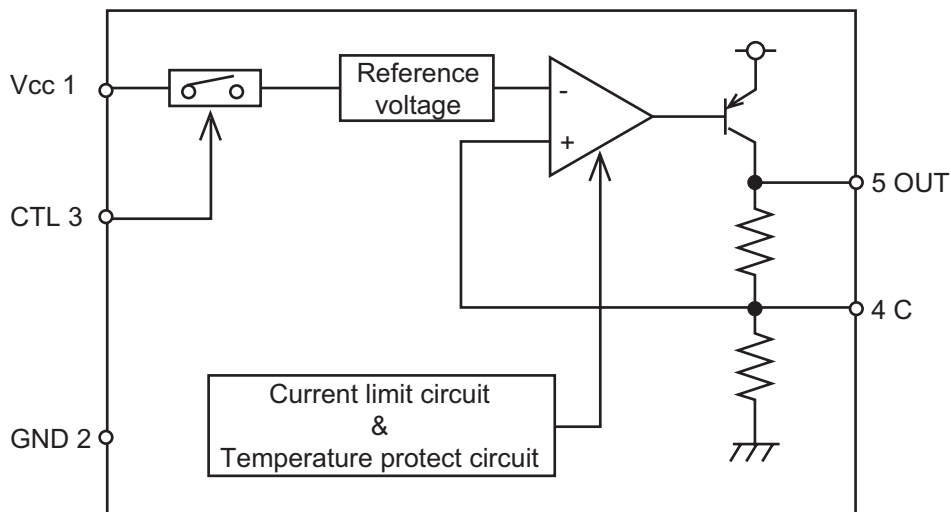 Vcc 1
Reference
voltage
-
+
5 OUT
CTL 3
4 C
Current limit circuit
&
Temperature protect circuit
GND 2